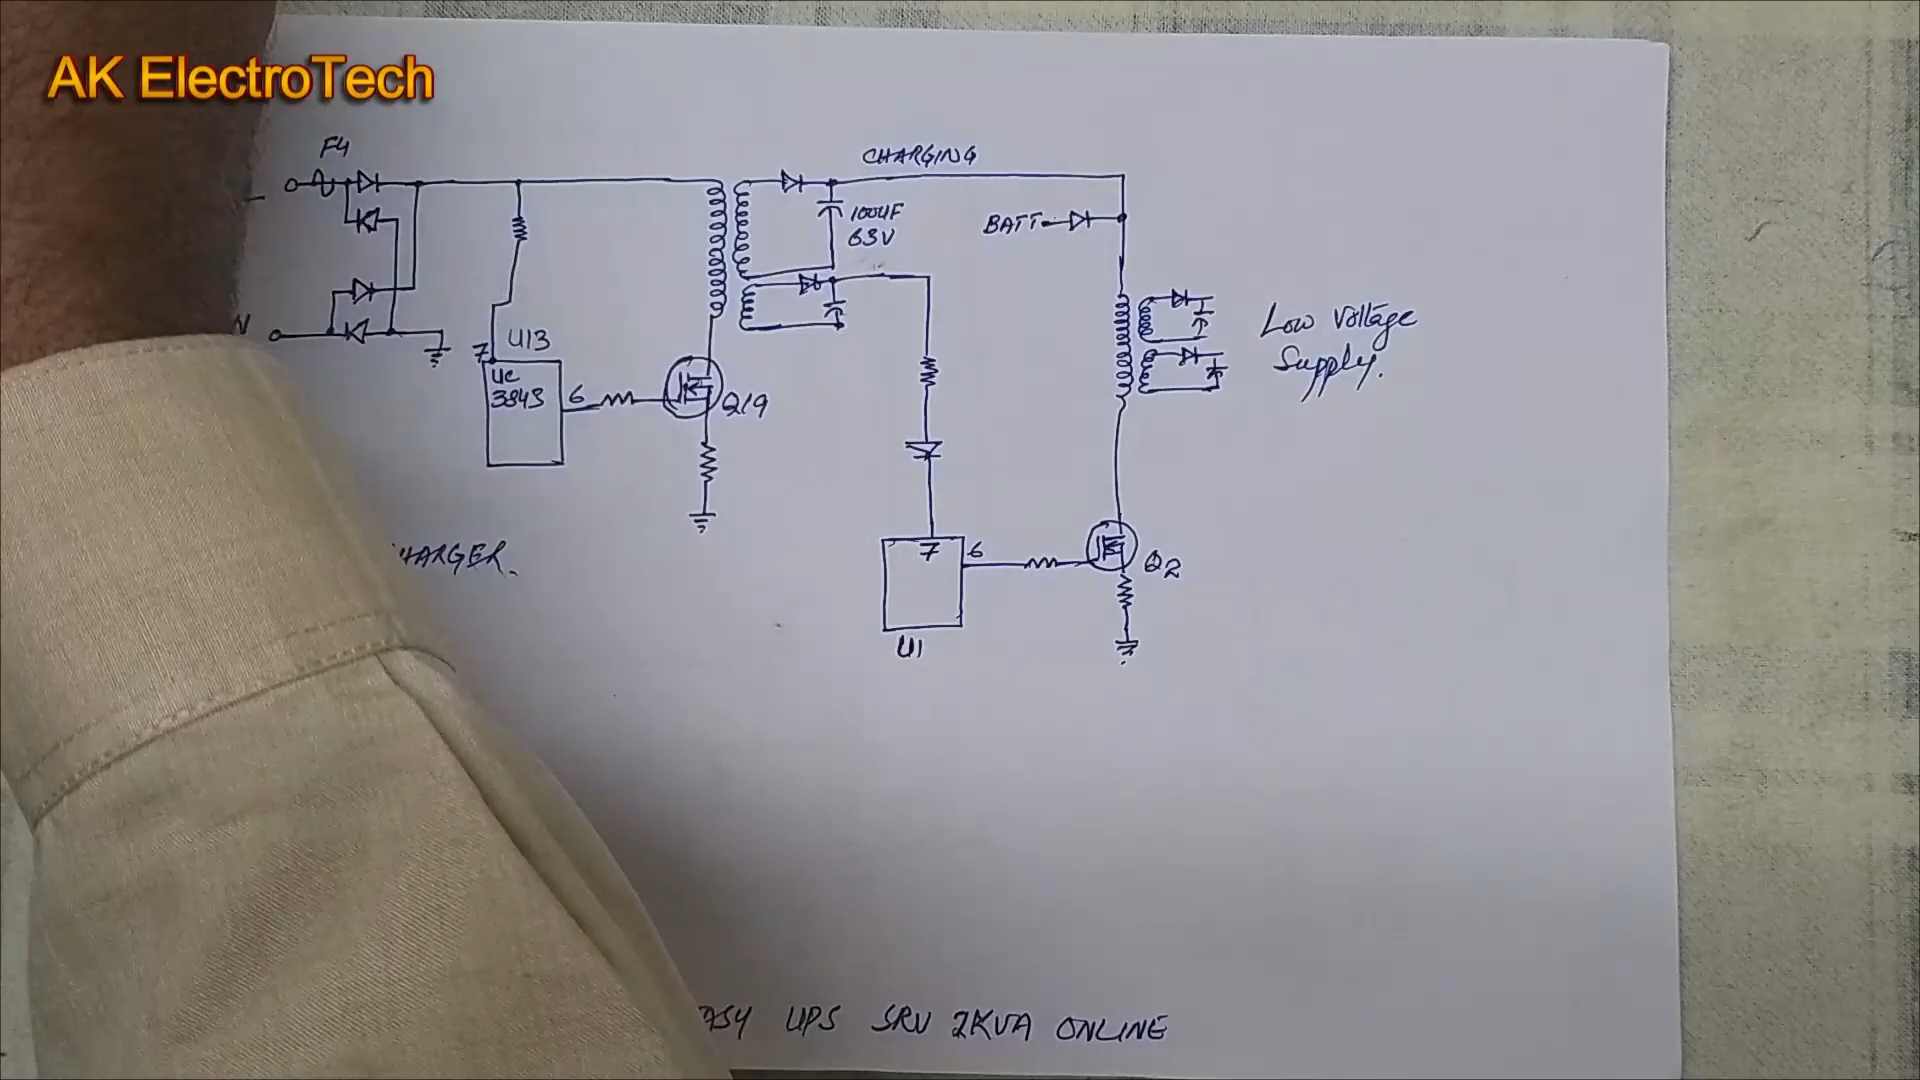 AK ElectroTech
F4
CHARGING
100UF
63V
BATT
N
U13
7
UC
3843
6
Q19
Low Voltage
Supply.
HARGER.
7
6
Q2
U1
ASY UPS SRV 2KVA ONLINE